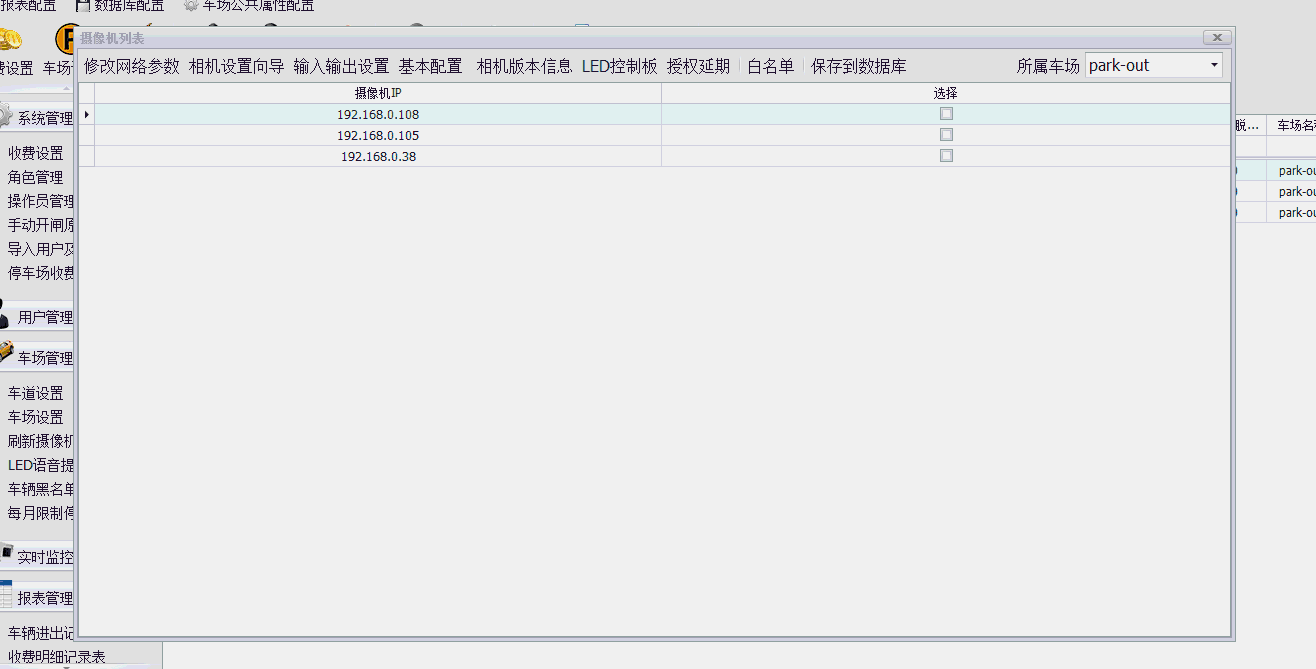 报表配置 数据库配置 车场公共属性配置
费设置 车场
摄像机列表
修改网络参数 相机设置向导 输入输出设置 基本配置 相机版本信息 LED控制板 授权延期 白名单 保存到数据库 所属车场 park-out
摄像机IP 选择
192.168.0.108
192.168.0.105
192.168.0.38
系统管理
收费设置
角色管理
操作员管理
手动开闸原
导入用户及
停车场收费
用户管理
车场管理
车道设置
车场设置
刷新摄像机
LED语音提
车辆黑名单
每月限制停
实时监控
报表管理
车辆进出记
收费明细记录表
脱... 车场名称
park-ou
park-ou
park-ou